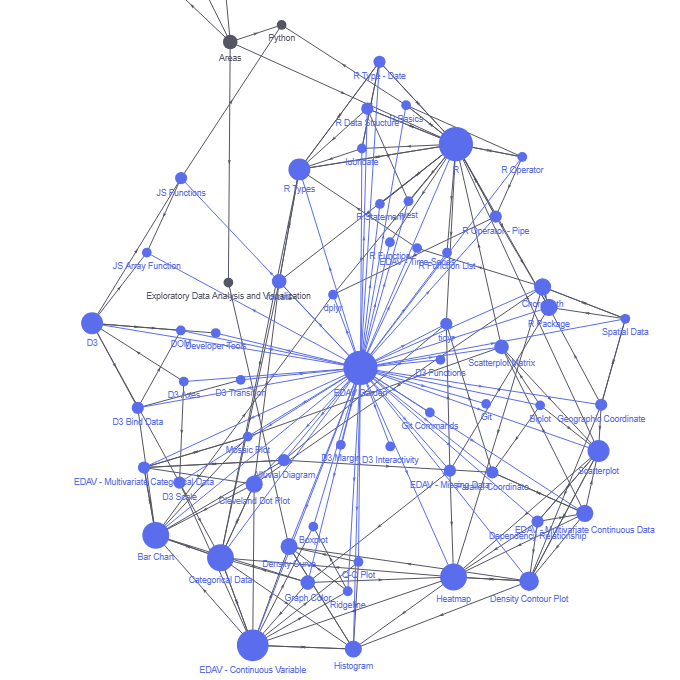 Python
Areas
R Type - Date
R Data Structure
R Basics
lubridate
R
R Operator
R Types
JS Functions
R Statement
rvest
R Operator - Pipe
R Function
EDAV - Time Series
R Function List
JS Array Function
Exploratory Data Analysis and Visualization
dplyr
R Package
Spatial Data
D3
DOM
Developer Tools
tidyr
Scatterplot Matrix
D3 Functions
D3 Axes
D3 Transition
EDAV
D3 Bind Data
Git Commands
Git
Biplot
Geographic Coordinate
Mosaic Plot
D3 Margin
D3 Interactivity
Scatterplot
EDAV - Multivariate Categorical Data
Alluvial Diagram
EDAV - Missing Data
Parallel Coordinate
D3 Scale
Cleveland Dot Plot
EDAV - Multivariate Continuous Data
Dependency Relationship
Bar Chart
Boxplot
Density Curve
Categorical Data
Q-Q Plot
Graph Color
Ridgeline
Heatmap
Density Contour Plot
EDAV - Continuous Variable
Histogram